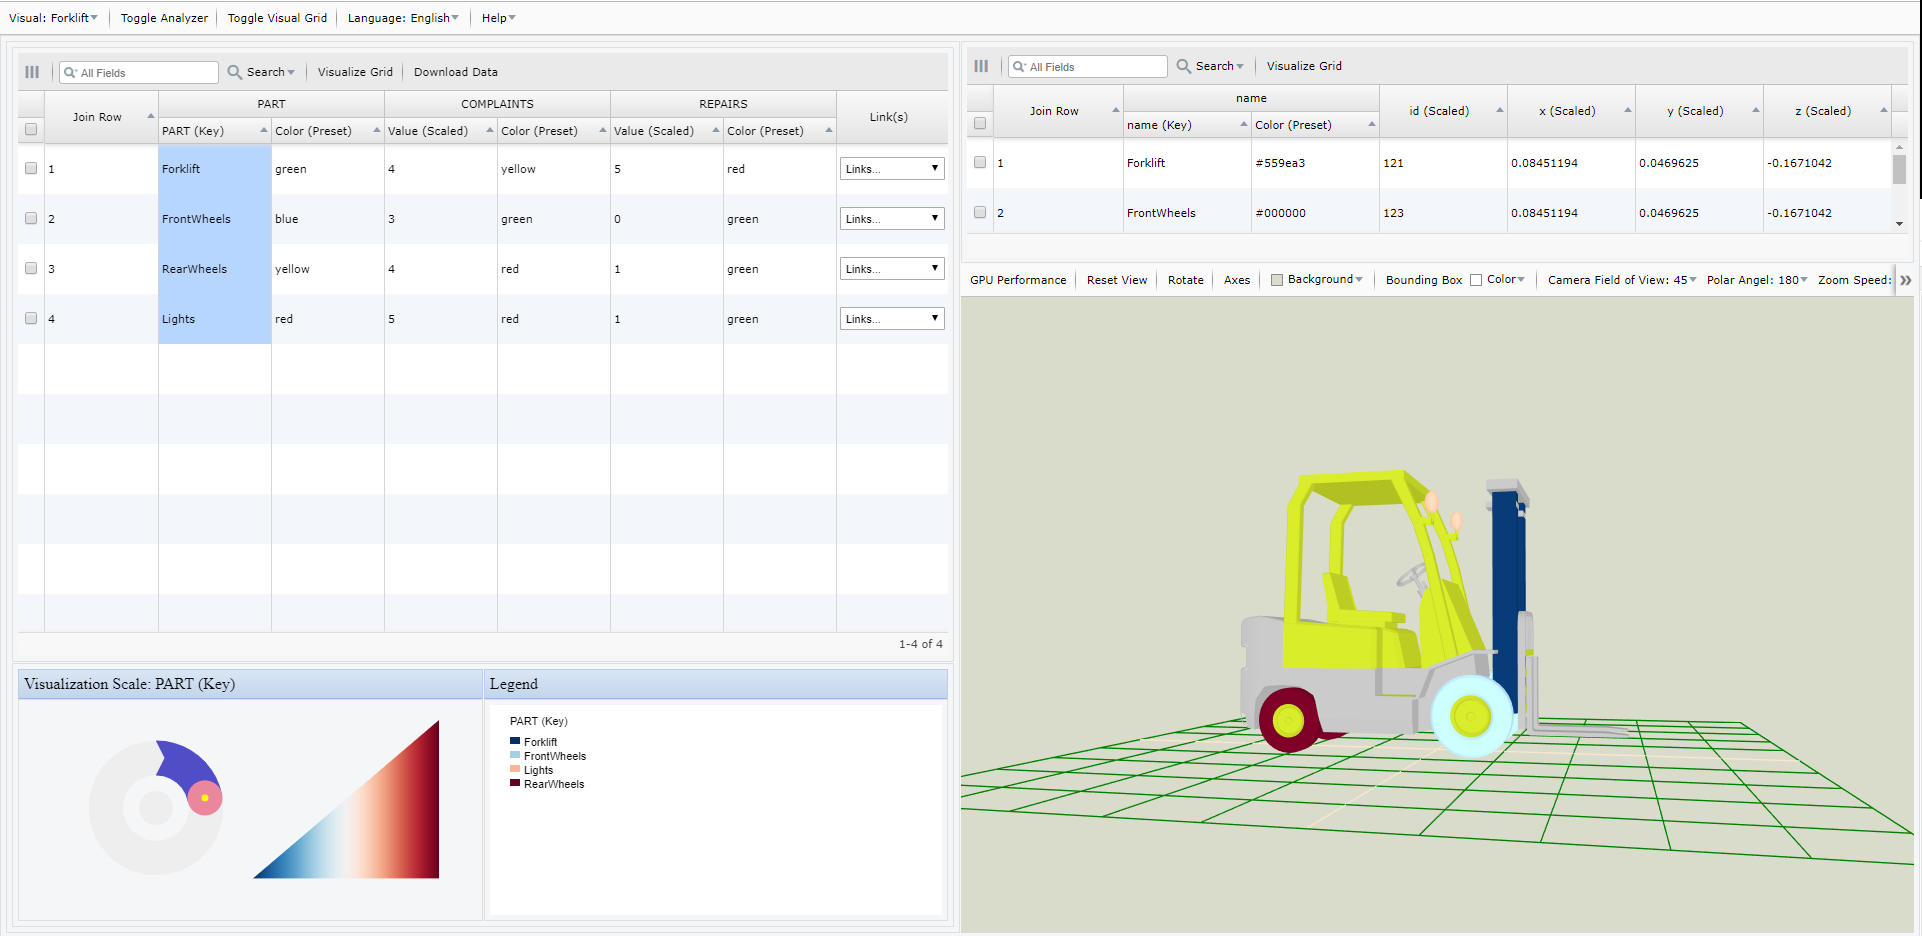 Visual: Forklift Toggle Analyzer Toggle Visual Grid Language: English Help
All Fields Search Visualize Grid Download Data
Join Row PART COMPLAINTS REPAIRS Link(s)
PART (Key) Color (Preset) Value (Scaled) Color (Preset) Value (Scaled) Color (Preset)
1 Forklift green 4 yellow 5 red Links...
2 FrontWheels blue 3 green 0 green Links...
3 RearWheels yellow 4 red 1 green Links...
4 Lights red 5 red 1 green Links...
1-4 of 4
Visualization Scale: PART (Key)
Legend
PART (Key)
Forklift
FrontWheels
Lights
RearWheels
All Fields Search Visualize Grid
Join Row name id (Scaled) x (Scaled) y (Scaled) z (Scaled)
name (Key) Color (Preset)
1 Forklift #559ea3 121 0.08451194 0.0469625 -0.1671042
2 FrontWheels #000000 123 0.08451194 0.0469625 -0.1671042
GPU Performance Reset View Rotate Axes Background Bounding Box Color Camera Field of View: 45 Polar Angel: 180 Zoom Speed: »